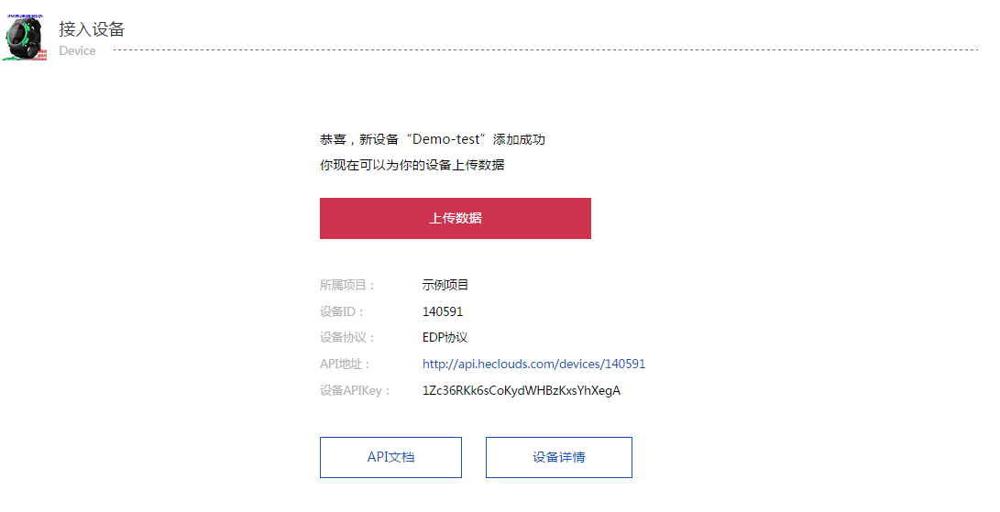 接入设备
Device
恭喜，新设备“Demo-test”添加成功
你现在可以为你的设备上传数据
上传数据
所属项目： 示例项目
设备ID： 140591
设备协议： EDP协议
API地址： http://api.heclouds.com/devices/140591
设备APIKey： 1Zc36RKk6sCoKydWHBzKxsYhXegA
API文档 设备详情